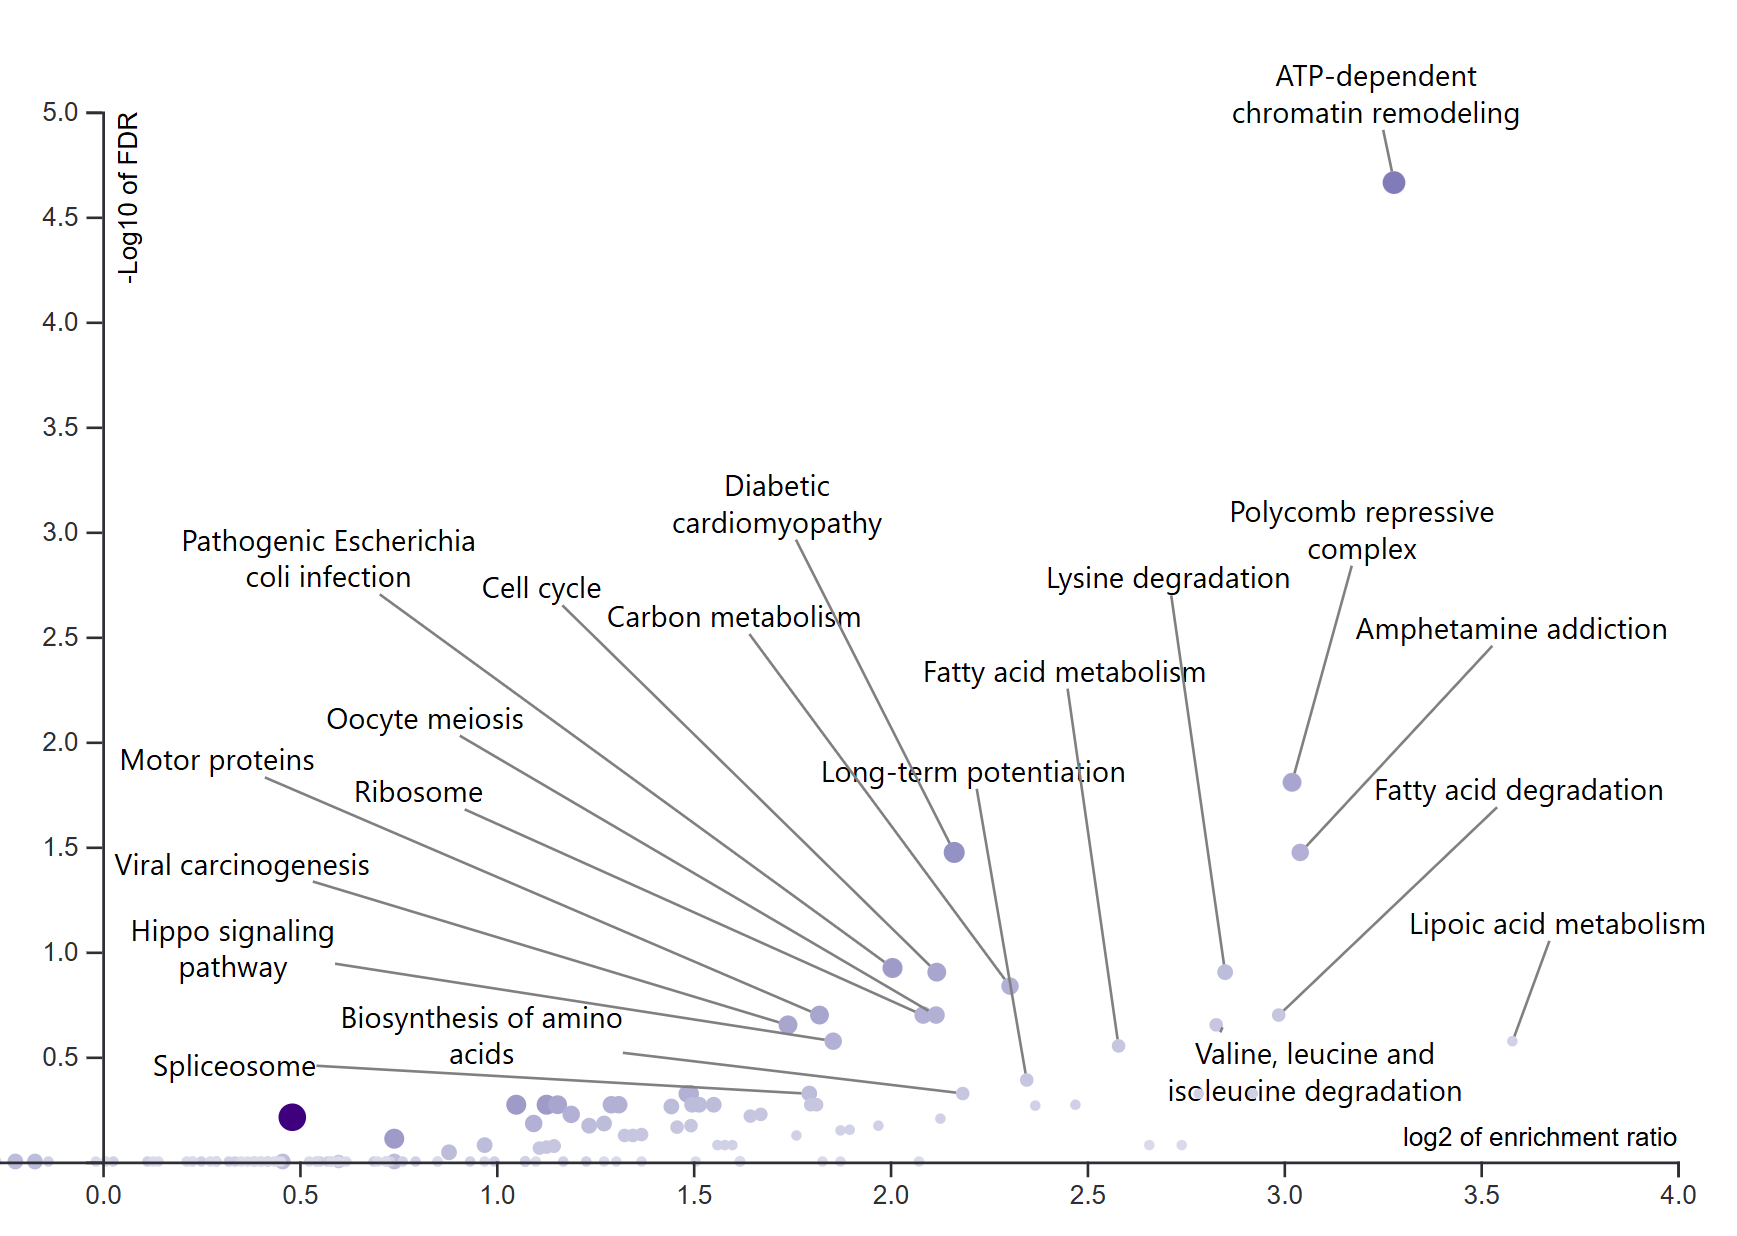 ATP-dependent
chromatin remodeling
5.0
-Log10 of FDR
4.5
4.0
3.5
3.0
2.5
2.0
1.5
1.0
0.5
Diabetic
cardiomyopathy
Polycomb repressive
complex
Pathogenic Escherichia
coli infection
Cell cycle
Carbon metabolism
Lysine degradation
Amphetamine addiction
Fatty acid metabolism
Oocyte meiosis
Motor proteins
Ribosome
Long-term potentiation
Fatty acid degradation
Viral carcinogenesis
Hippo signaling
pathway
Lipoic acid metabolism
Biosynthesis of amino
acids
Spliceosome
Valine, leucine and
isoleucine degradation
log2 of enrichment ratio
0.0
0.5
1.0
1.5
2.0
2.5
3.0
3.5
4.0